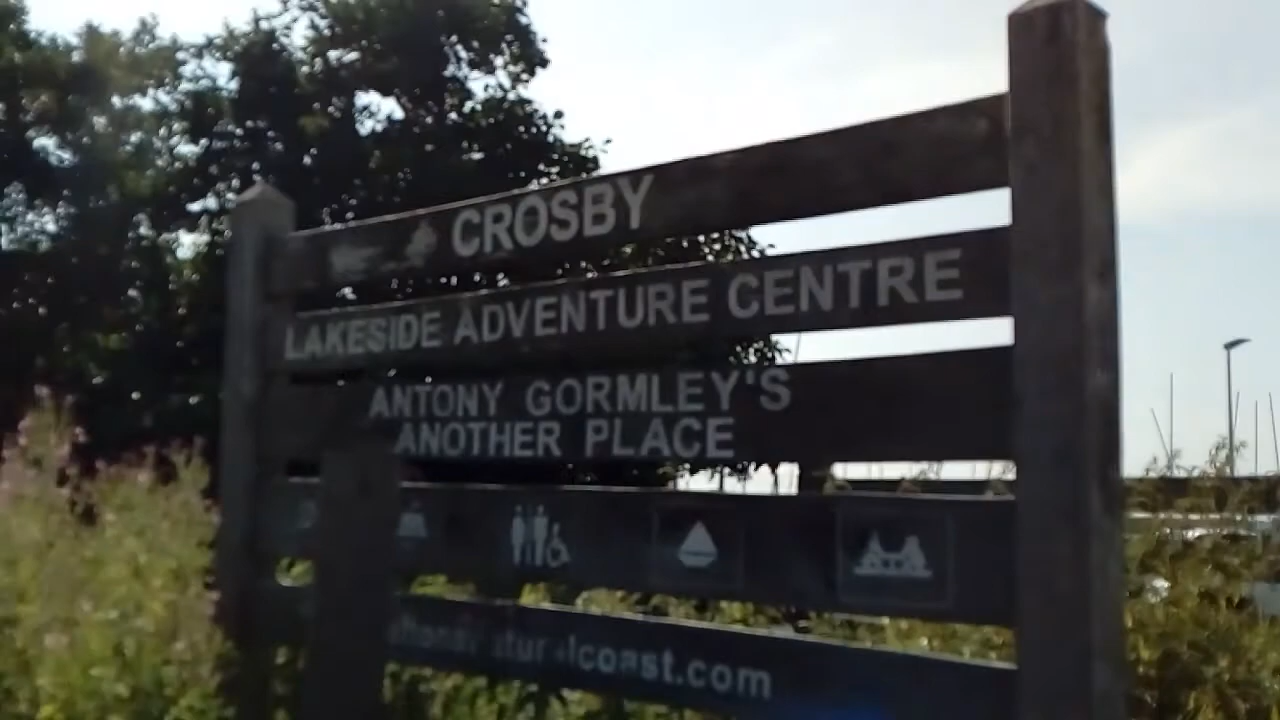 CROSBY
LAKESIDE ADVENTURE CENTRE
ANTONY GORMLEY'S
ANOTHER PLACE